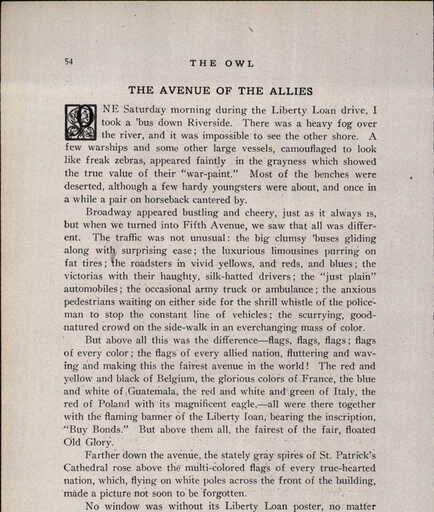 54
THE OWL
THE AVENUE OF THE ALLIES
ONE Saturday morning during the Liberty Loan drive, I
took a 'bus down Riverside. There was a heavy fog over
the river, and it was impossible to see the other shore. A
few warships and some other large vessels, camouflaged to look
like freak zebras, appeared faintly in the grayness which showed
the true value of their "war-paint." Most of the benches were
deserted, although a few hardy youngsters were about, and once in
a while a pair on horseback cantered by.
Broadway appeared bustling and cheery, just as it always is,
but when we turned into Fifth Avenue, we saw that all was differ-
ent. The traffic was not unusual: the big clumsy 'buses gliding
along with surprising ease; the luxurious limousines purring on
fat tires; the roadsters in vivid yellows, and reds, and blues; the
victorias with their haughty, silk-hatted drivers; the "just plain"
automobiles; the occasional army truck or ambulance; the anxious
pedestrians waiting on either side for the shrill whistle of the police-
man to stop the constant line of vehicles; the scurrying, good-
natured crowd on the side-walk in an everchanging mass of color.
But above all this was the difference—flags, flags, flags; flags
of every color; the flags of every allied nation, fluttering and wav-
ing and making this the fairest avenue in the world! The red and
yellow and black of Belgium, the glorious colors of France, the blue
and white of Guatemala, the red and white and green of Italy, the
red of Poland with its magnificent eagle,—all were there together
with the flaming banner of the Liberty loan, bearing the inscription,
"Buy Bonds." But above them all, the fairest of the fair, floated
Old Glory.
Farther down the avenue, the stately gray spires of St. Patrick's
Cathedral rose above the multi-colored flags of every true-hearted
nation, which, flying on white poles across the front of the building,
made a picture not soon to be forgotten.
No window was without its Liberty Loan poster, no matter